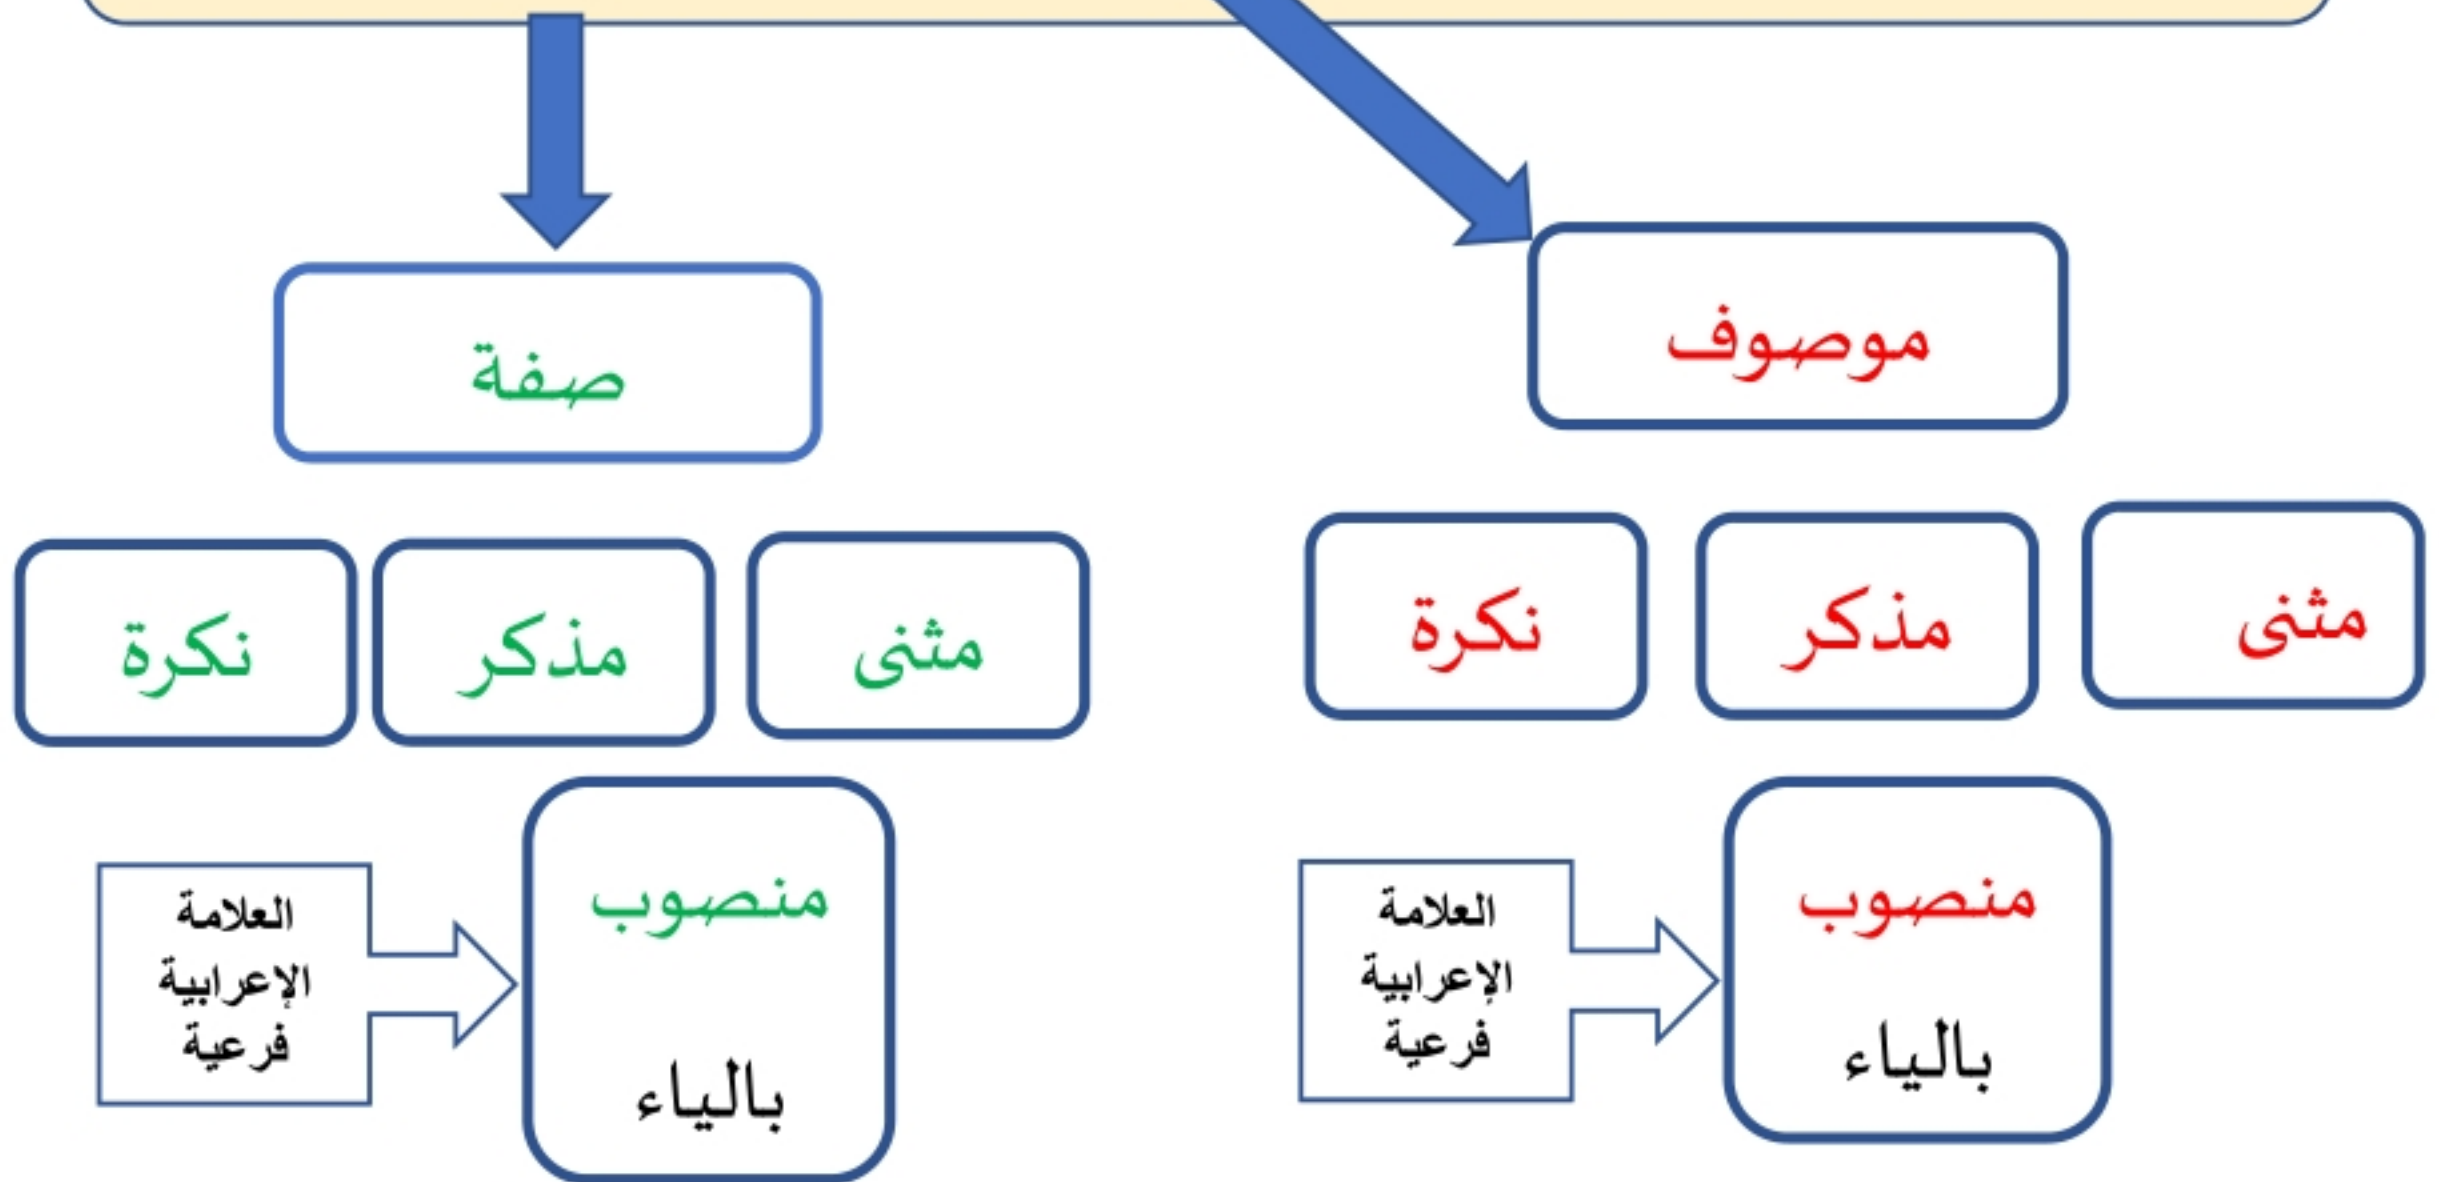 موصوف
صفة
مثنى
مذكر
نكرة
مثنى
مذكر
نكرة
منصوب
بالياء
العلامة
الإعرابية
فرعية
منصوب
بالياء
العلامة
الإعرابية
فرعية